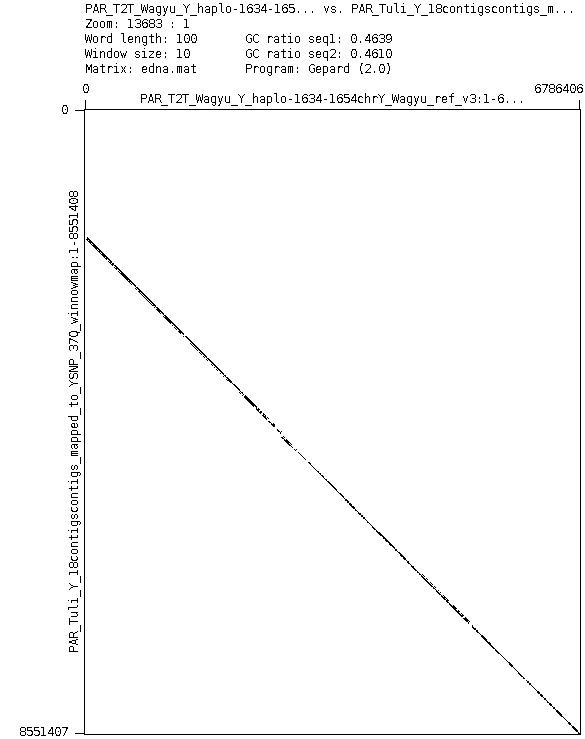 PAR_T2T_Wagyu_Y_haplo-1634-165... vs. PAR_Tuli_Y_18contigscontigs_m...
Zoom: 13683 : 1
Word length: 100 GC ratio seq1: 0.4639
Window size: 10 GC ratio seq2: 0.4610
Matrix: edna.mat Program: Gepard (2.0)
0 6786406
PAR_T2T_Wagyu_Y_haplo-1634-1654chrY_Wagyu_ref_v3:1-6...
0
PAR_Tuli_Y_18contigscontigs_mapped_to_YSNP_37Q_winnowmap:1-8551408
8551407